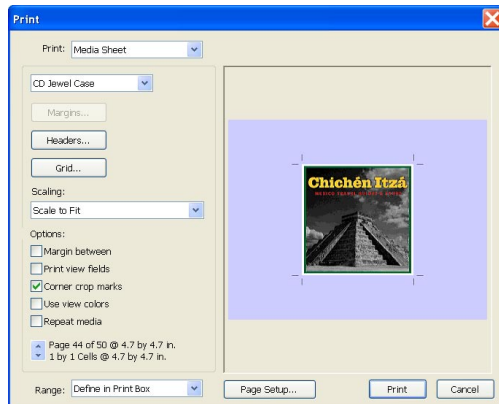 Print
Print: Media Sheet
CD Jewel Case
Margins...
Headers...
Grid...
Scaling:
Scale to Fit
Options:
Margin between
Print view fields
Corner crop marks
Use view colors
Repeat media
Page 44 of 50 @ 4.7 by 4.7 in.
1 by 1 Cells @ 4.7 by 4.7 in.
Chichén Itzá
Range: Define in Print Box
Page Setup...
Print
Cancel